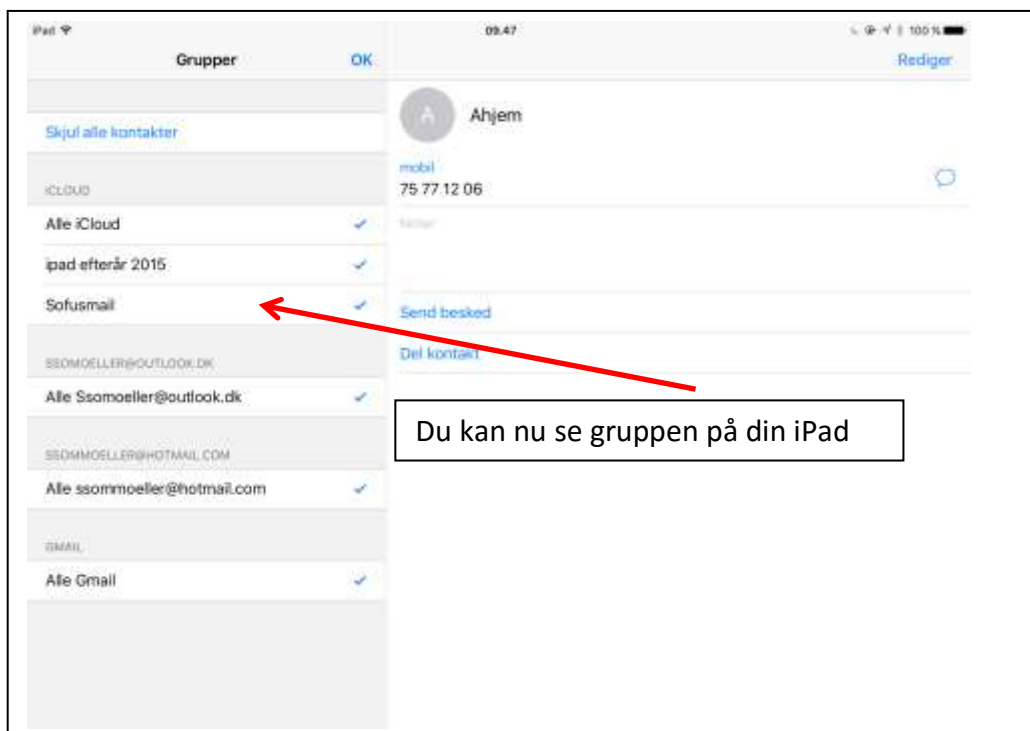 iPad
09.47
100 %
Grupper
OK
Rediger
A
Ahjem
Skjul alle kontakter
mobil
75 77 12 06
ICLOUD
Alle iCloud
Noter
ipad efterår 2015
Sofusmail
Send besked
Del kontakt
SSOMOELLER@OUTLOOK.DK
Alle Ssomoeller@outlook.dk
Du kan nu se gruppen på din iPad
SSOMMOELLER@HOTMAIL.COM
Alle ssommoeller@hotmail.com
GMAIL
Alle Gmail